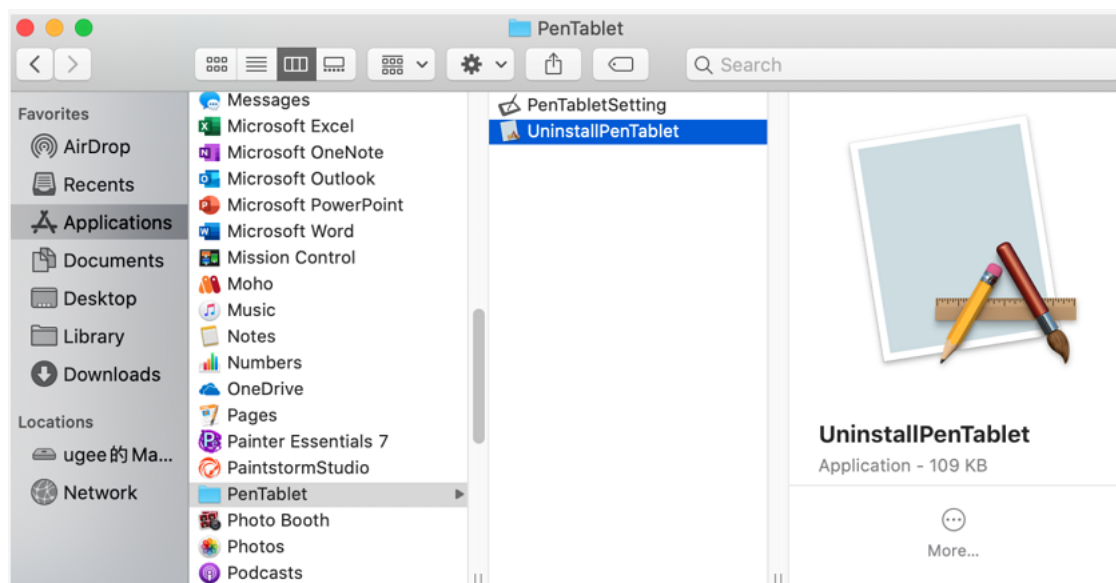 PenTablet
Search
Favorites
AirDrop
Recents
Applications
Documents
Desktop
Library
Downloads
Locations
ugee的 Ma...
Network
Messages
Microsoft Excel
Microsoft OneNote
Microsoft Outlook
Microsoft PowerPoint
Microsoft Word
Mission Control
Moho
Music
Notes
Numbers
OneDrive
Pages
Painter Essentials 7
PaintstormStudio
PenTablet
Photo Booth
Photos
Podcasts
PenTabletSetting
UninstallPenTablet
UninstallPenTablet
Application - 109 KB
More...